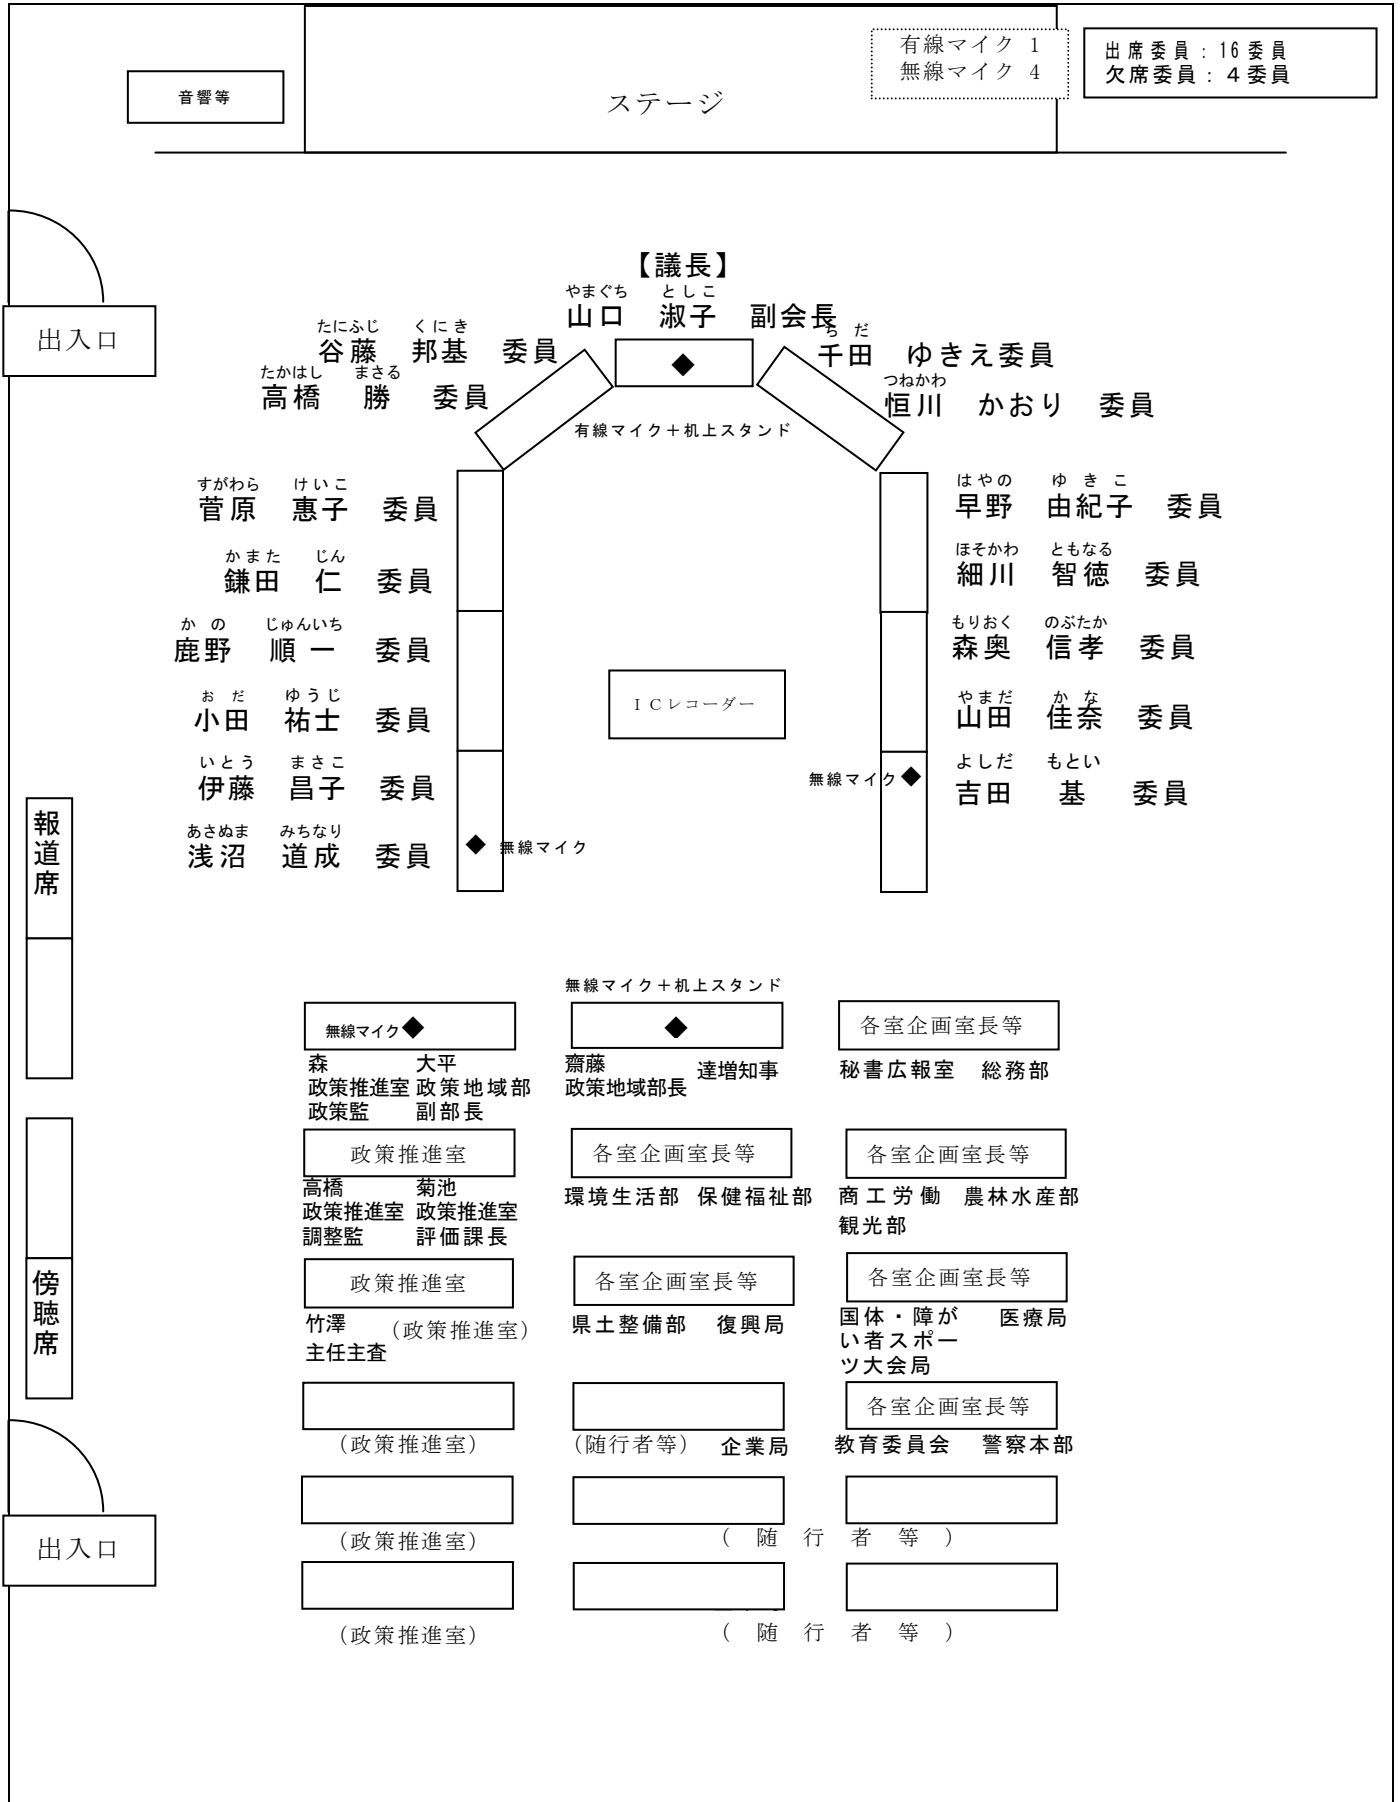 有線マイク 1
無線マイク 4
出席委員：16委員
欠席委員：４委員
音響等
ステージ
出入口
【議長】
やまぐち　としこ
山口　淑子　副会長
たにふじ　くにき
谷藤　邦基　委員
ち だ
千田　ゆきえ委員
たかはし　まさる
高橋　勝　委員
つねかわ
恒川　かおり　委員
有線マイク＋机上スタンド
すがわら　けいこ
菅原　惠子　委員
はやの　ゆ き こ
早野　由紀子　委員
かまた　じん
鎌田　仁　委員
ほそかわ　ともなる
細川　智徳　委員
か の　じゅんいち
鹿野　順一　委員
もりおく　のぶたか
森奥　信孝　委員
お だ　ゆうじ
小田　祐士　委員
やまだ　か な
山田　佳奈　委員
ＩＣレコーダー
いとう　まさこ
伊藤　昌子　委員
よしだ　もとい
吉田　基　委員
無線マイク
あさぬま　みちなり
浅沼　道成　委員
無線マイク
報道席
無線マイク＋机上スタンド
無線マイク
各室企画室長等
森　大平
政策推進室 政策地域部
政策監　副部長
齋藤
政策地域部長　達増知事
秘書広報室　総務部
政策推進室
各室企画室長等
各室企画室長等
高橋　菊池
政策推進室 政策推進室
調整監　評価課長
環境生活部　保健福祉部
商工労働　農林水産部
観光部
傍聴席
政策推進室
各室企画室長等
各室企画室長等
竹澤　（政策推進室）
主任主査
県土整備部　復興局
国体・障が　医療局
い者スポー
ツ大会局
各室企画室長等
（政策推進室）
（随行者等）　企業局
教育委員会　警察本部
出入口
（政策推進室）
（　随　行　者　等　）
（政策推進室）
（　随　行　者　等　）